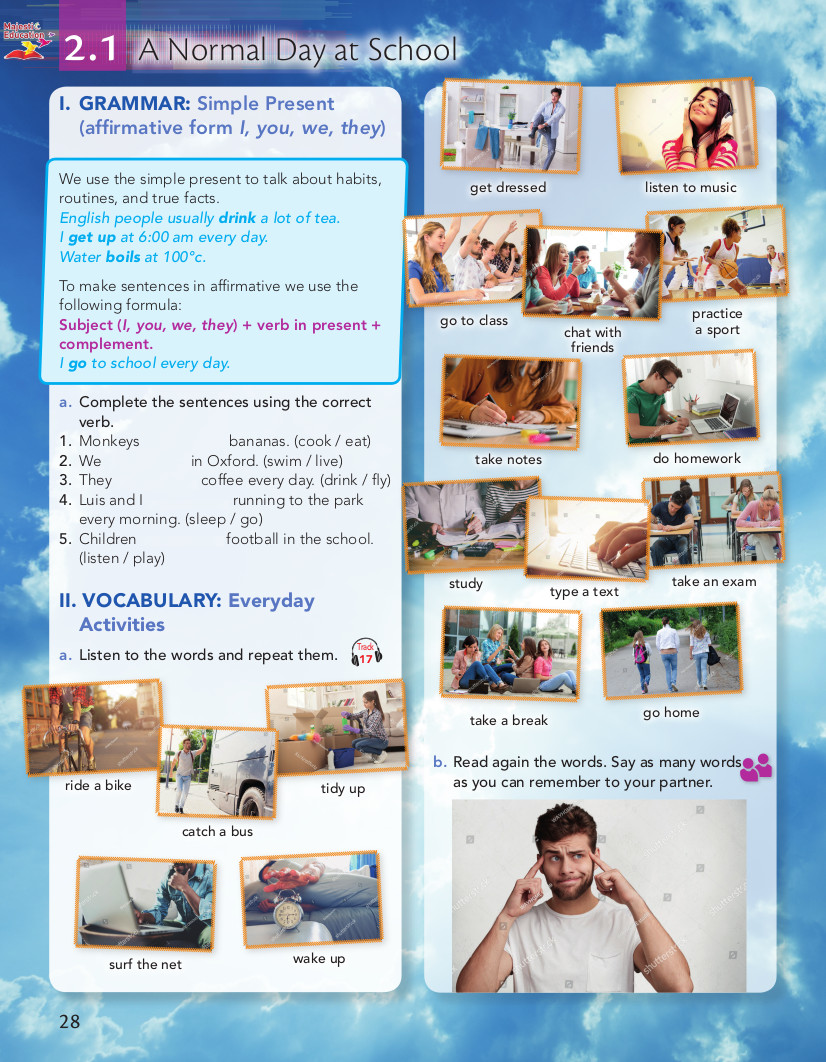 Majestic
Education
2.1 A Normal Day at School
I. GRAMMAR: Simple Present
(affirmative form I, you, we, they)
We use the simple present to talk about habits,
routines, and true facts.
English people usually drink a lot of tea.
I get up at 6:00 am every day.
Water boils at 100°c.
To make sentences in affirmative we use the
following formula:
Subject (I, you, we, they) + verb in present +
complement.
I go to school every day.
a. Complete the sentences using the correct
verb.
1. Monkeys bananas. (cook / eat)
2. We in Oxford. (swim / live)
3. They coffee every day. (drink / fly)
4. Luis and I running to the park
every morning. (sleep / go)
5. Children football in the school.
(listen / play)
II. VOCABULARY: Everyday
Activities
a. Listen to the words and repeat them.
Track
17
ride a bike
tidy up
catch a bus
surf the net
wake up
get dressed
listen to music
go to class
chat with
friends
practice
a sport
take notes
do homework
study
type a text
take an exam
take a break
go home
b. Read again the words. Say as many words
as you can remember to your partner.
28